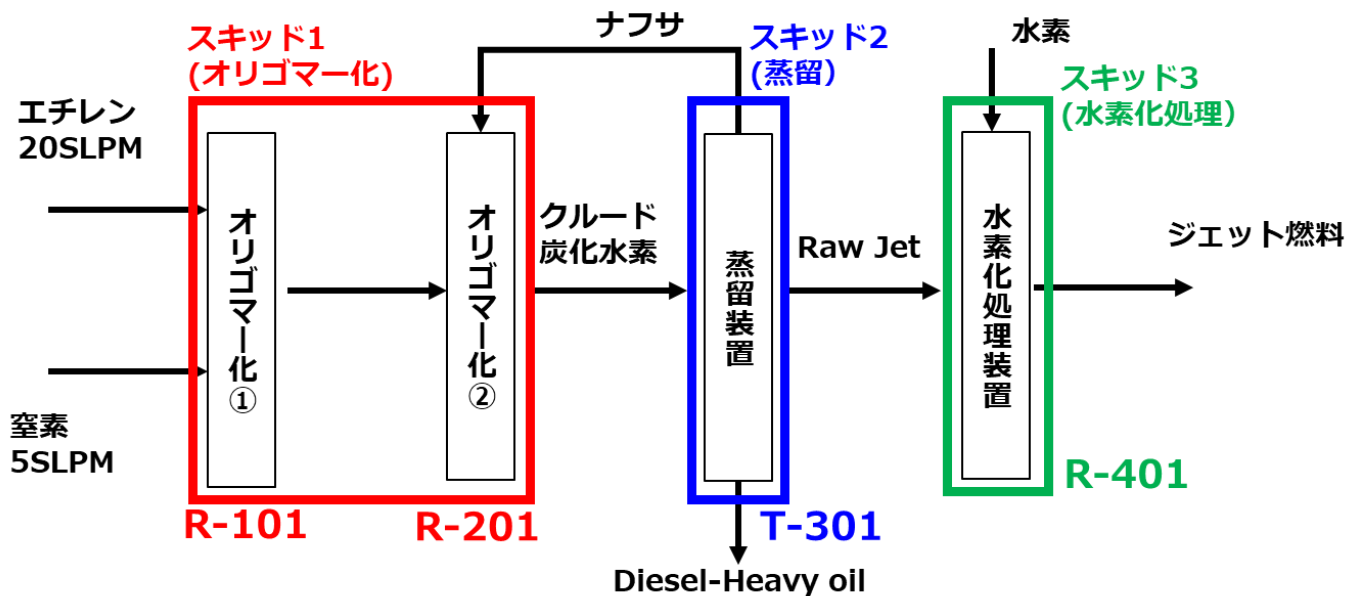 ナフサ
水素
スキッド1
(オリゴマー化)
スキッド2
(蒸留）
スキッド3
(水素化処理）
エチレン
20SLPM
窒素
5SLPM
オリゴマー化①
オリゴマー化②
クルード
炭化水素
蒸留装置
Raw Jet
水素化処理装置
ジェット燃料
R-101
R-201
T-301
R-401
Diesel-Heavy oil